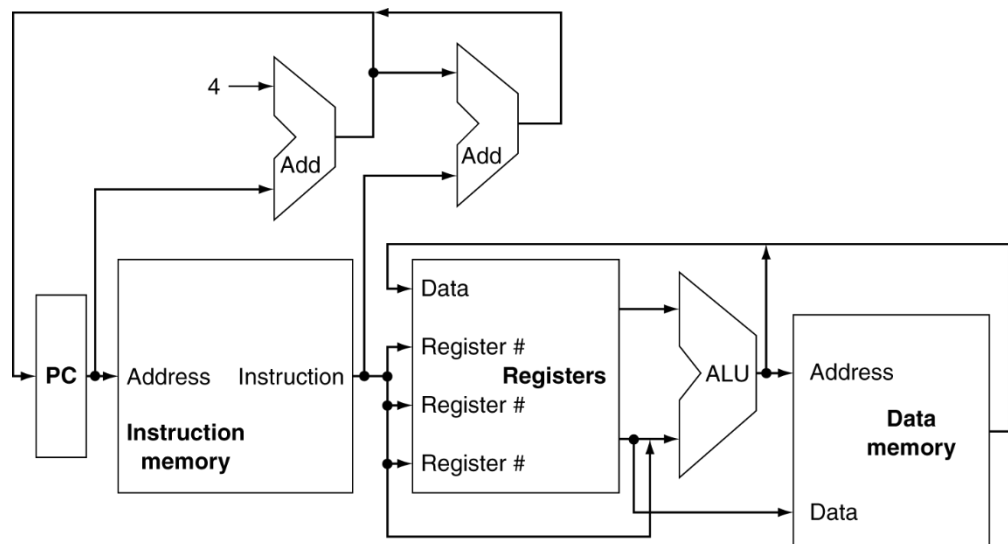 4
Add
Add
PC
Address
Instruction
Instruction
memory
Data
Register #
Registers
Register #
Register #
ALU
Address
Data
memory
Data